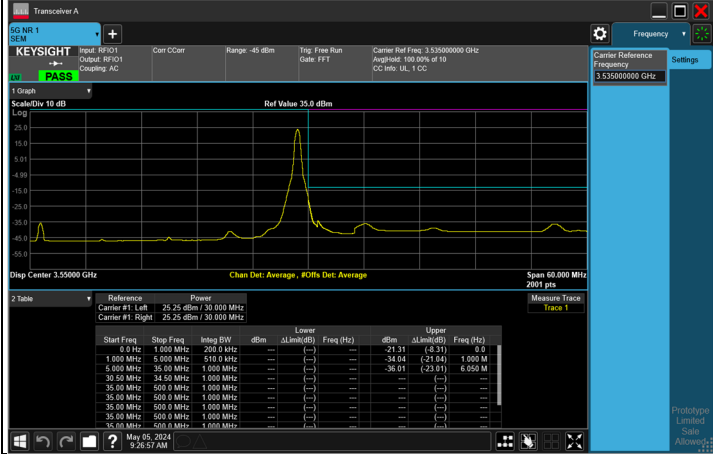 Transceiver A
5G NR 1
SEM
Frequency
KEYSIGHT
Input: RFIO1
Output: RFIO1
Coupling: AC
Corr CCorr
Range: -45 dBm
Trig: Free Run
Gate: FFT
Carrier Ref Freq: 3.535000000 GHz
Avg|Hold: 100.00% of 10
CC Info: UL, 1 CC
LU
PASS
Carrier Reference
Frequency
3.535000000 GHz
Settings
1 Graph
Scale/Div 10 dB
Ref Value 35.0 dBm
Log
25.0
15.0
5.01
-4.99
-15.0
-25.0
-35.0
-45.0
-55.0
Disp Center 3.55000 GHz
Chan Det: Average , #Offs Det: Average
Span 60.000 MHz
2001 pts
2 Table
Reference Power
Carrier #1: Left 25.25 dBm / 30.000 MHz
Carrier #1: Right 25.25 dBm / 30.000 MHz
Measure Trace
Trace 1
Lower Upper
Start Freq Stop Freq Integ BW dBm ΔLimit(dB) Freq (Hz) dBm ΔLimit(dB) Freq (Hz)
0.0 Hz 1.000 MHz 200.0 kHz --- (---) --- -21.31 (-8.31) 0.0
1.000 MHz 5.000 MHz 510.0 kHz --- (---) --- -34.04 (-21.04) 1.000 M
5.000 MHz 35.00 MHz 1.000 MHz --- (---) --- -36.01 (-23.01) 6.050 M
30.50 MHz 34.50 MHz 1.000 MHz --- (---) --- --- (---) ---
35.00 MHz 500.0 MHz 1.000 MHz --- (---) --- --- (---) ---
35.00 MHz 500.0 MHz 1.000 MHz --- (---) --- --- (---) ---
35.00 MHz 500.0 MHz 1.000 MHz --- (---) --- --- (---) ---
35.00 MHz 500.0 MHz 1.000 MHz --- (---) --- --- (---) ---
35.00 MHz 500.0 MHz 1.000 MHz --- (---) --- --- (---) ---
Prototype
Limited
Sale
Allowed
?
May 05, 2024
9:26:57 AM